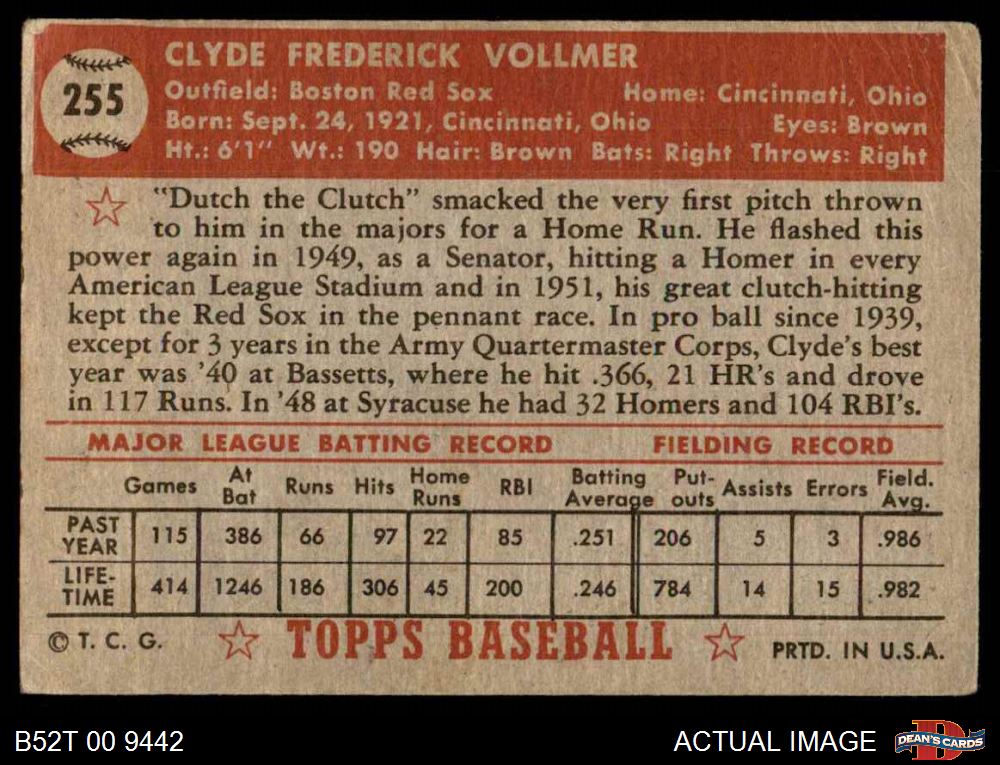 255
CLYDE FREDERICK VOLLMER
Outfield: Boston Red Sox Home: Cincinnati, Ohio
Born: Sept. 24, 1921, Cincinnati, Ohio Eyes: Brown
Ht.: 6'1" Wt.: 190 Hair: Brown Bats: Right Throws: Right
"Dutch the Clutch" smacked the very first pitch thrown
to him in the majors for a Home Run. He flashed this
power again in 1949, as a Senator, hitting a Homer in every
American League Stadium and in 1951, his great clutch-hitting
kept the Red Sox in the pennant race. In pro ball since 1939,
except for 3 years in the Army Quartermaster Corps, Clyde's best
year was '40 at Bassetts, where he hit .366, 21 HR's and drove
in 117 Runs. In '48 at Syracuse he had 32 Homers and 104 RBI's.
MAJOR LEAGUE BATTING RECORD FIELDING RECORD
Games At Bat Runs Hits Home Runs RBI Batting Average Put-outs Assists Errors Field. Avg.
PAST YEAR 115 386 66 97 22 85 .251 206 5 3 .986
LIFE-TIME 414 1246 186 306 45 200 .246 784 14 15 .982
© T. C. G. TOPPS BASEBALL PRTD. IN U.S.A.
B52T 00 9442 ACTUAL IMAGE DEAN'S CARDS